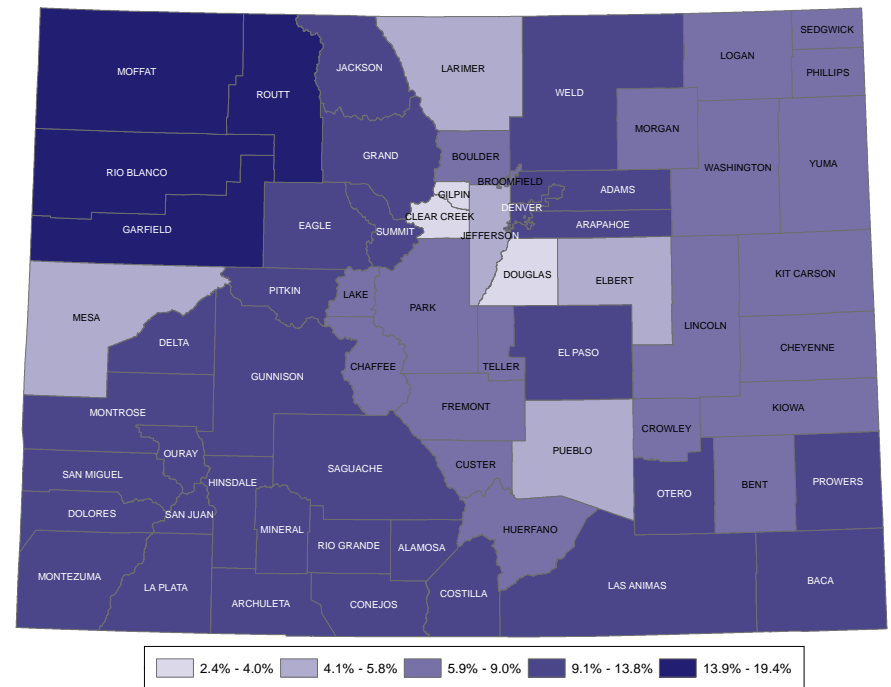 SEDGWICK
LOGAN
MOFFAT
JACKSON
LARIMER
PHILLIPS
ROUTT
WELD
MORGAN
GRAND
BOULDER
WASHINGTON
YUMA
RIO BLANCO
BROOMFIELD
GILPIN
ADAMS
DENVER
CLEAR CREEK
GARFIELD
EAGLE
SUMMIT
JEFFERSON
ARAPAHOE
DOUGLAS
ELBERT
KIT CARSON
PITKIN
LAKE
PARK
MESA
LINCOLN
DELTA
EL PASO
CHEYENNE
GUNNISON
CHAFFEE
TELLER
MONTROSE
FREMONT
KIOWA
CROWLEY
OURAY
PUEBLO
SAN MIGUEL
HINSDALE
SAGUACHE
CUSTER
OTERO
BENT
PROWERS
DOLORES
SAN JUAN
MINERAL
HUERFANO
RIO GRANDE
ALAMOSA
MONTEZUMA
LA PLATA
ARCHULETA
CONEJOS
COSTILLA
LAS ANIMAS
BACA
2.4% - 4.0% 4.1% - 5.8% 5.9% - 9.0% 9.1% - 13.8% 13.9% - 19.4%